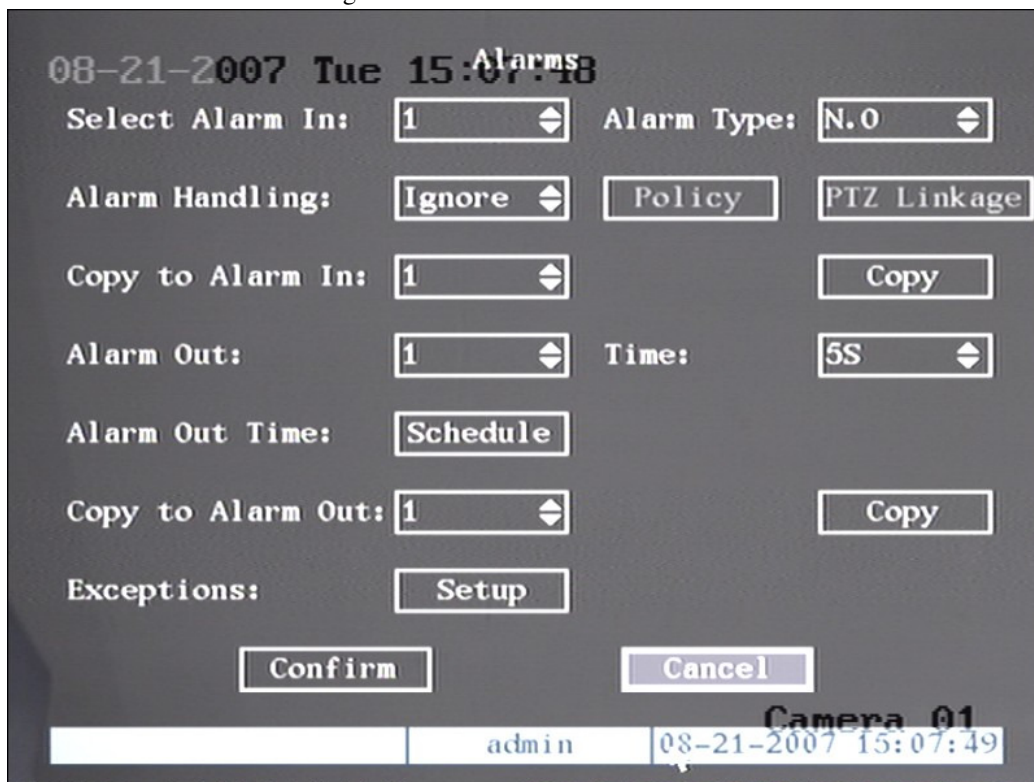 Alarms
08-21-2007 Tue 15:07:48
Select Alarm In: 1 Alarm Type: N.O
Alarm Handling: Ignore Policy PTZ Linkage
Copy to Alarm In: 1 Copy
Alarm Out: 1 Time: 5S
Alarm Out Time: Schedule
Copy to Alarm Out: 1 Copy
Exceptions: Setup
Confirm Cancel
Camera 01
admin 08-21-2007 15:07:49